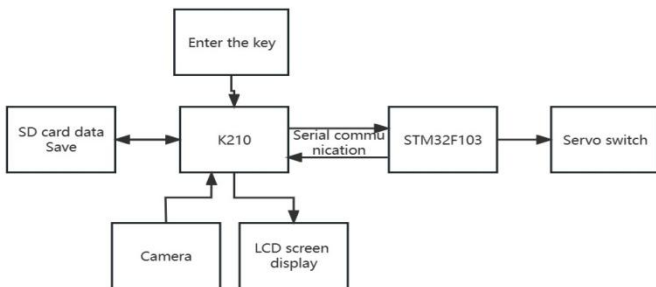 Enter the key
SD card data
Save
K210
Serial commu
nication
STM32F103
Servo switch
Camera
LCD screen
display